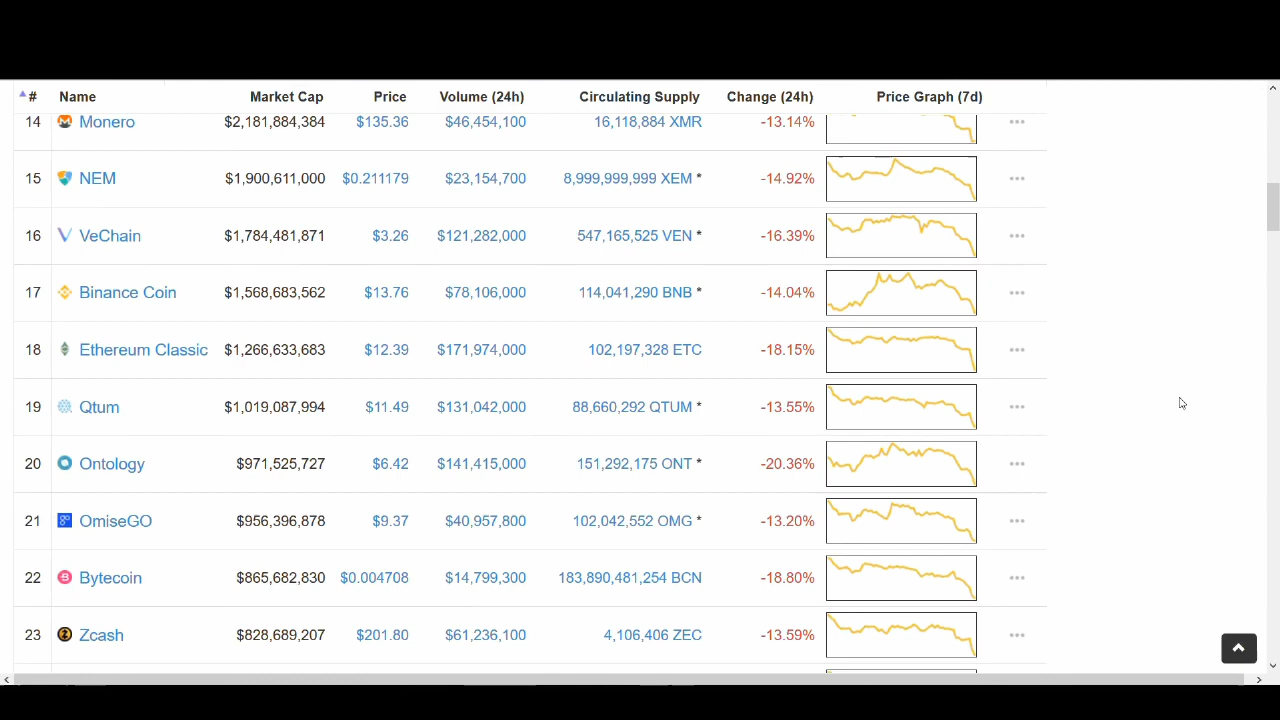 # Name Market Cap Price Volume (24h) Circulating Supply Change (24h) Price Graph (7d)
14 Monero $2,181,884,384 $135.36 $46,454,100 16,118,884 XMR -13.14%
15 NEM $1,900,611,000 $0.211179 $23,154,700 8,999,999,999 XEM * -14.92%
16 VeChain $1,784,481,871 $3.26 $121,282,000 547,165,525 VEN * -16.39%
17 Binance Coin $1,568,683,562 $13.76 $78,106,000 114,041,290 BNB * -14.04%
18 Ethereum Classic $1,266,633,683 $12.39 $171,974,000 102,197,328 ETC -18.15%
19 Qtum $1,019,087,994 $11.49 $131,042,000 88,660,292 QTUM * -13.55%
20 Ontology $971,525,727 $6.42 $141,415,000 151,292,175 ONT * -20.36%
21 OmiseGO $956,396,878 $9.37 $40,957,800 102,042,552 OMG * -13.20%
22 Bytecoin $865,682,830 $0.004708 $14,799,300 183,890,481,254 BCN -18.80%
23 Zcash $828,689,207 $201.80 $61,236,100 4,106,406 ZEC -13.59%